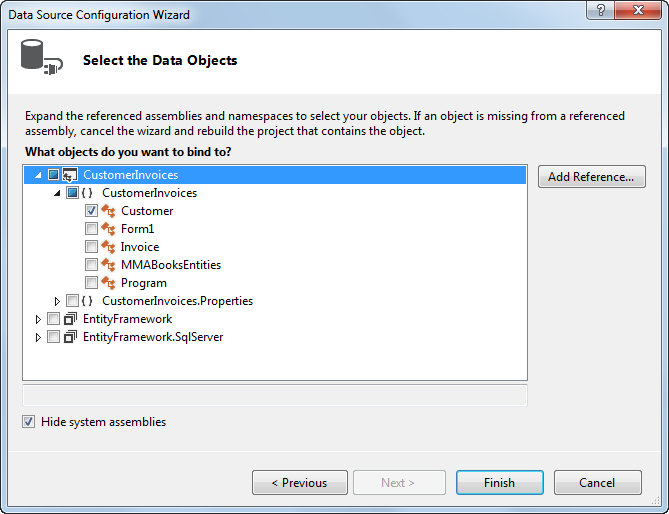 Data Source Configuration Wizard
?
Select the Data Objects
Expand the referenced assemblies and namespaces to select your objects. If an object is missing from a referenced
assembly, cancel the wizard and rebuild the project that contains the object.
What objects do you want to bind to?
CustomerInvoices
Add Reference...
{ } CustomerInvoices
Customer
Form1
Invoice
MMABooksEntities
Program
{ } CustomerInvoices.Properties
EntityFramework
EntityFramework.SqlServer
Hide system assemblies
< Previous
Next >
Finish
Cancel